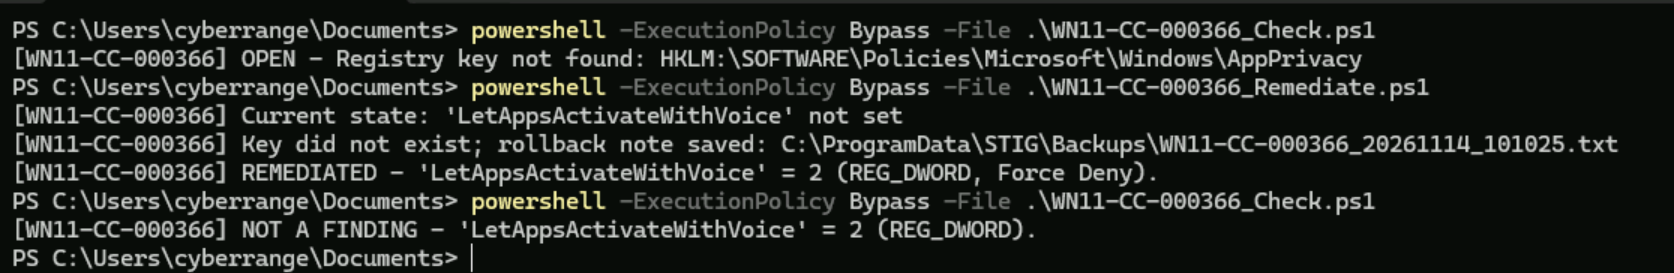 PS C:\Users\cyberrange\Documents> powershell -ExecutionPolicy Bypass -File .\WN11-CC-000366_Check.ps1
[WN11-CC-000366] OPEN - Registry key not found: HKLM:\SOFTWARE\Policies\Microsoft\Windows\AppPrivacy
PS C:\Users\cyberrange\Documents> powershell -ExecutionPolicy Bypass -File .\WN11-CC-000366_Remediate.ps1
[WN11-CC-000366] Current state: 'LetAppsActivateWithVoice' not set
[WN11-CC-000366] Key did not exist; rollback note saved: C:\ProgramData\STIG\Backups\WN11-CC-000366_20261114_101025.txt
[WN11-CC-000366] REMEDIATED - 'LetAppsActivateWithVoice' = 2 (REG_DWORD, Force Deny).
PS C:\Users\cyberrange\Documents> powershell -ExecutionPolicy Bypass -File .\WN11-CC-000366_Check.ps1
[WN11-CC-000366] NOT A FINDING - 'LetAppsActivateWithVoice' = 2 (REG_DWORD).
PS C:\Users\cyberrange\Documents>